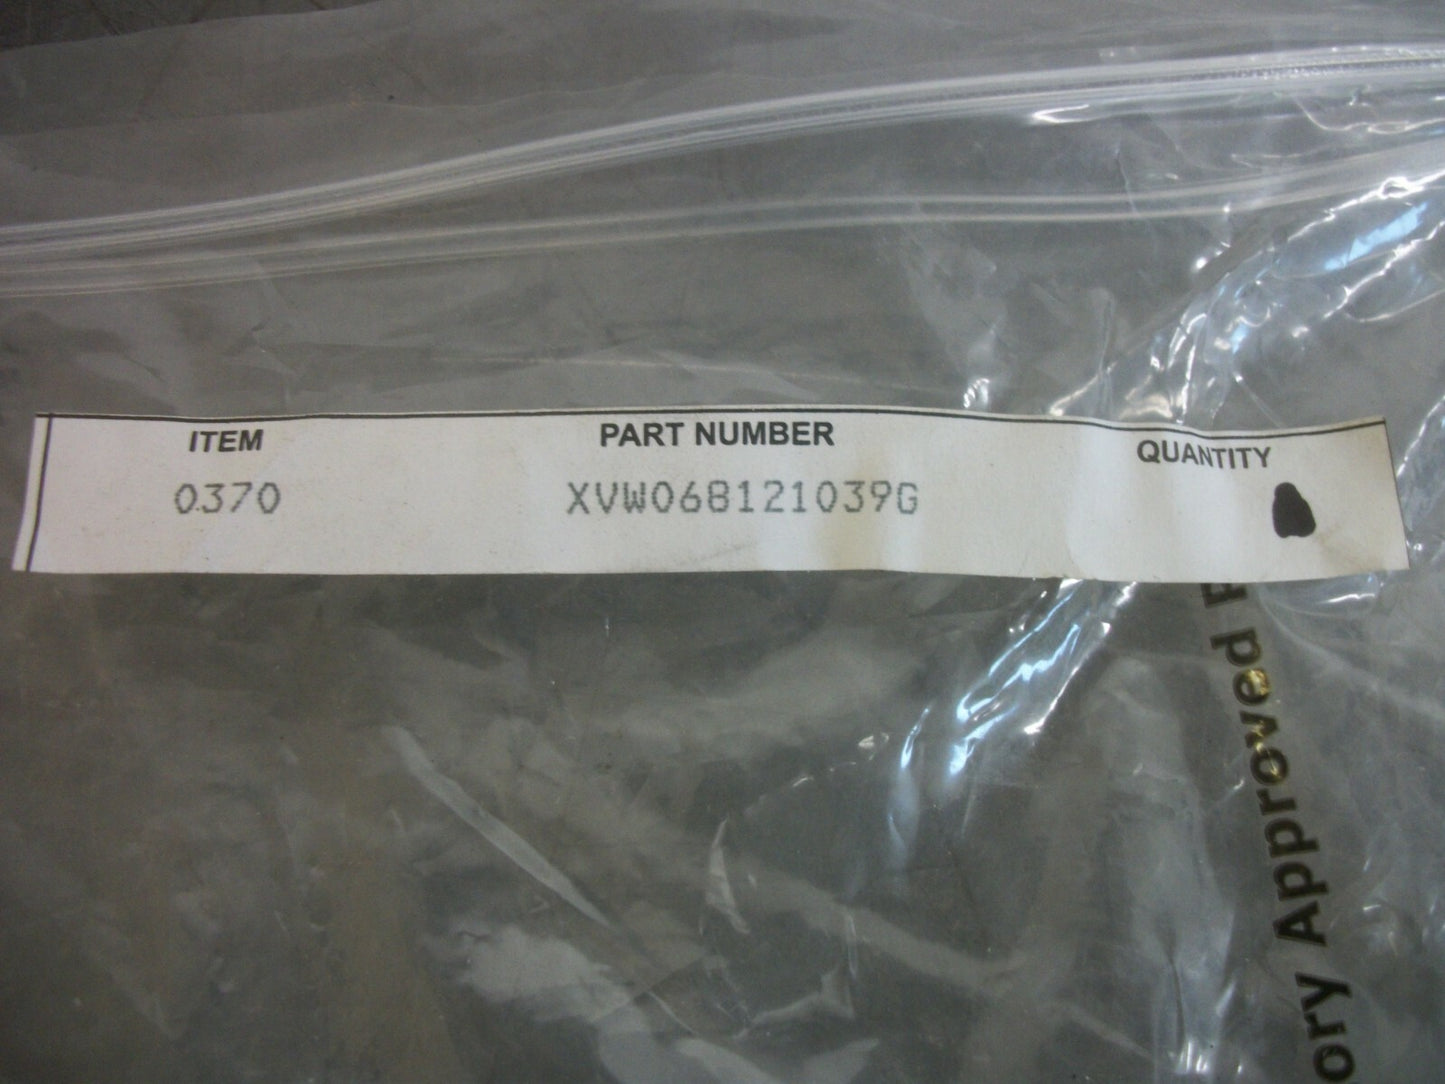 ITEM PART NUMBER QUANTITY
0370 XVW068121039G
ory Approved